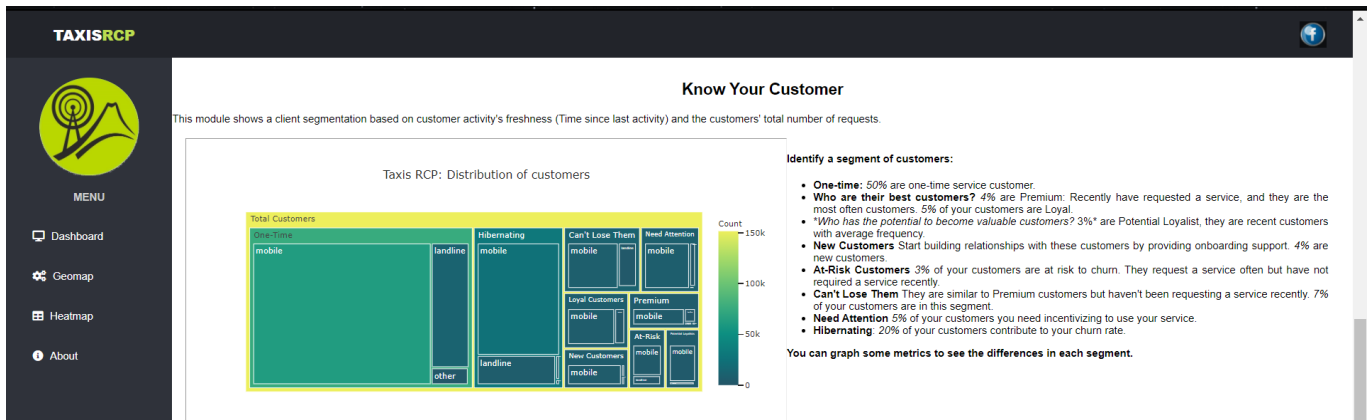 TAXISRCP
MENU
Dashboard
Geomap
Heatmap
About
Know Your Customer
This module shows a client segmentation based on customer activity's freshness (Time since last activity) and the customers' total number of requests.
Taxis RCP: Distribution of customers
Total Customers
One-Time
mobile
landline
other
Hibernating
mobile
landline
Can't Lose Them
mobile
landline
Need Attention
mobile
Loyal Customers
mobile
Premium
mobile
New Customers
mobile
At-Risk
mobile
Potential Loyalist
mobile
Count
150k
100k
50k
0
Identify a segment of customers:
• One-time: 50% are one-time service customer.
• Who are their best customers? 4% are Premium: Recently have requested a service, and they are the
most often customers. 5% of your customers are Loyal.
• *Who has the potential to become valuable customers? 3%* are Potential Loyalist, they are recent customers
with average frequency.
• New Customers Start building relationships with these customers by providing onboarding support. 4% are
new customers.
• At-Risk Customers 3% of your customers are at risk to churn. They request a service often but have not
required a service recently.
• Can't Lose Them They are similar to Premium customers but haven't been requesting a service recently. 7%
of your customers are in this segment.
• Need Attention 5% of your customers you need incentivizing to use your service.
• Hibernating: 20% of your customers contribute to your churn rate.
You can graph some metrics to see the differences in each segment.